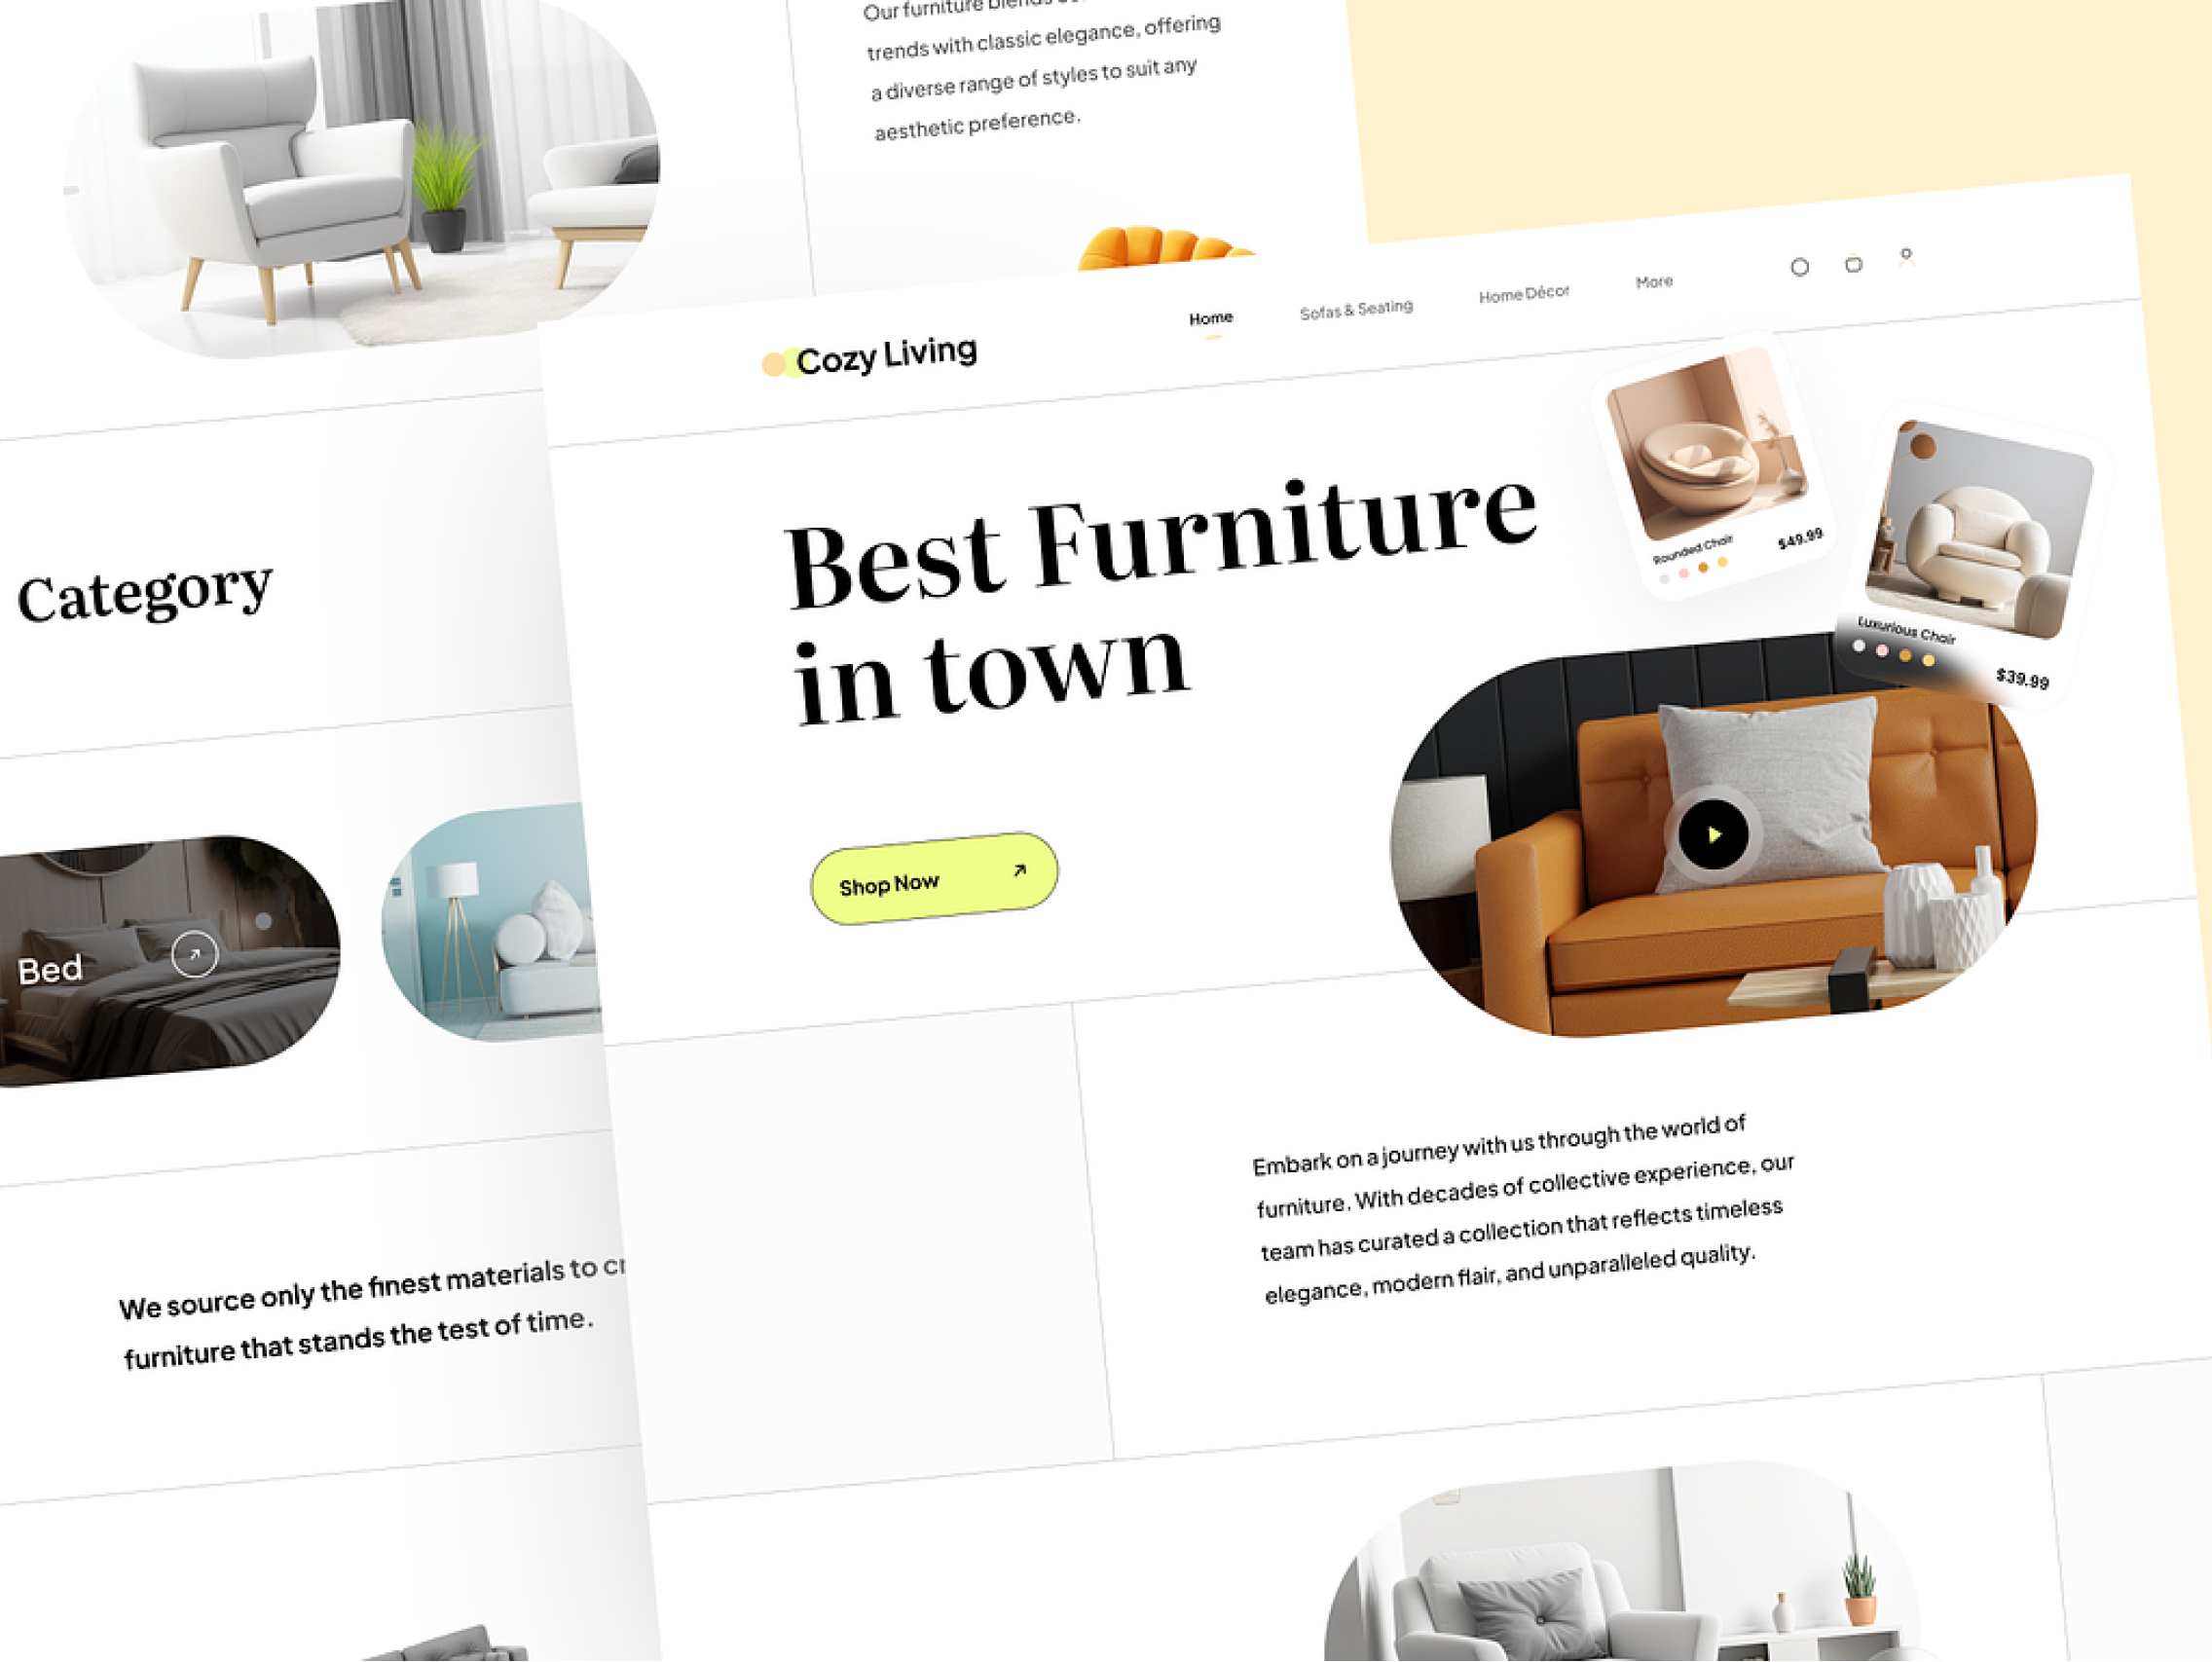 Our furniture blends
trends with classic elegance, offering
a diverse range of styles to suit any
aesthetic preference.
Category
Bed
We source only the finest materials to
furniture that stands the test of time.
Cozy Living
Home
Sofas & Seating
Home Décor
More
Best Furniture
in town
Shop Now
Rounded Chair
$49.99
Luxurious Chair
$39.99
Embark on a journey with us through the world of
furniture. With decades of collective experience, our
team has curated a collection that reflects timeless
elegance, modern flair, and unparalleled quality.